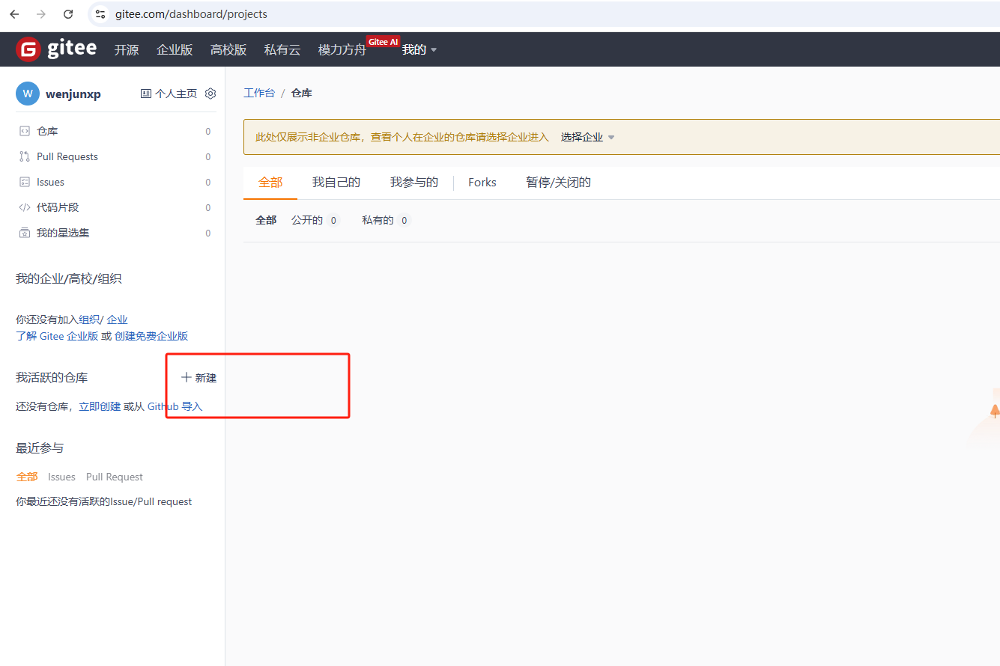 gitee.com/dashboard/projects
gitee 开源 企业版 高校版 私有云 模力方舟 Gitee AI 我的
W wenjunxp 个人主页
仓库 0
Pull Requests 0
Issues 0
代码片段 0
我的星选集 0
我的企业/高校/组织
你还没有加入组织/ 企业
了解 Gitee 企业版 或 创建免费企业版
我活跃的仓库 新建
还没有仓库，立即创建 或从 Github 导入
最近参与
全部 Issues Pull Request
你最近还没有活跃的Issue/Pull request
工作台 / 仓库
此处仅展示非企业仓库，查看个人在企业的仓库请选择企业进入 选择企业
全部 我自己的 我参与的 Forks 暂停/关闭的
全部 公开的 0 私有的 0